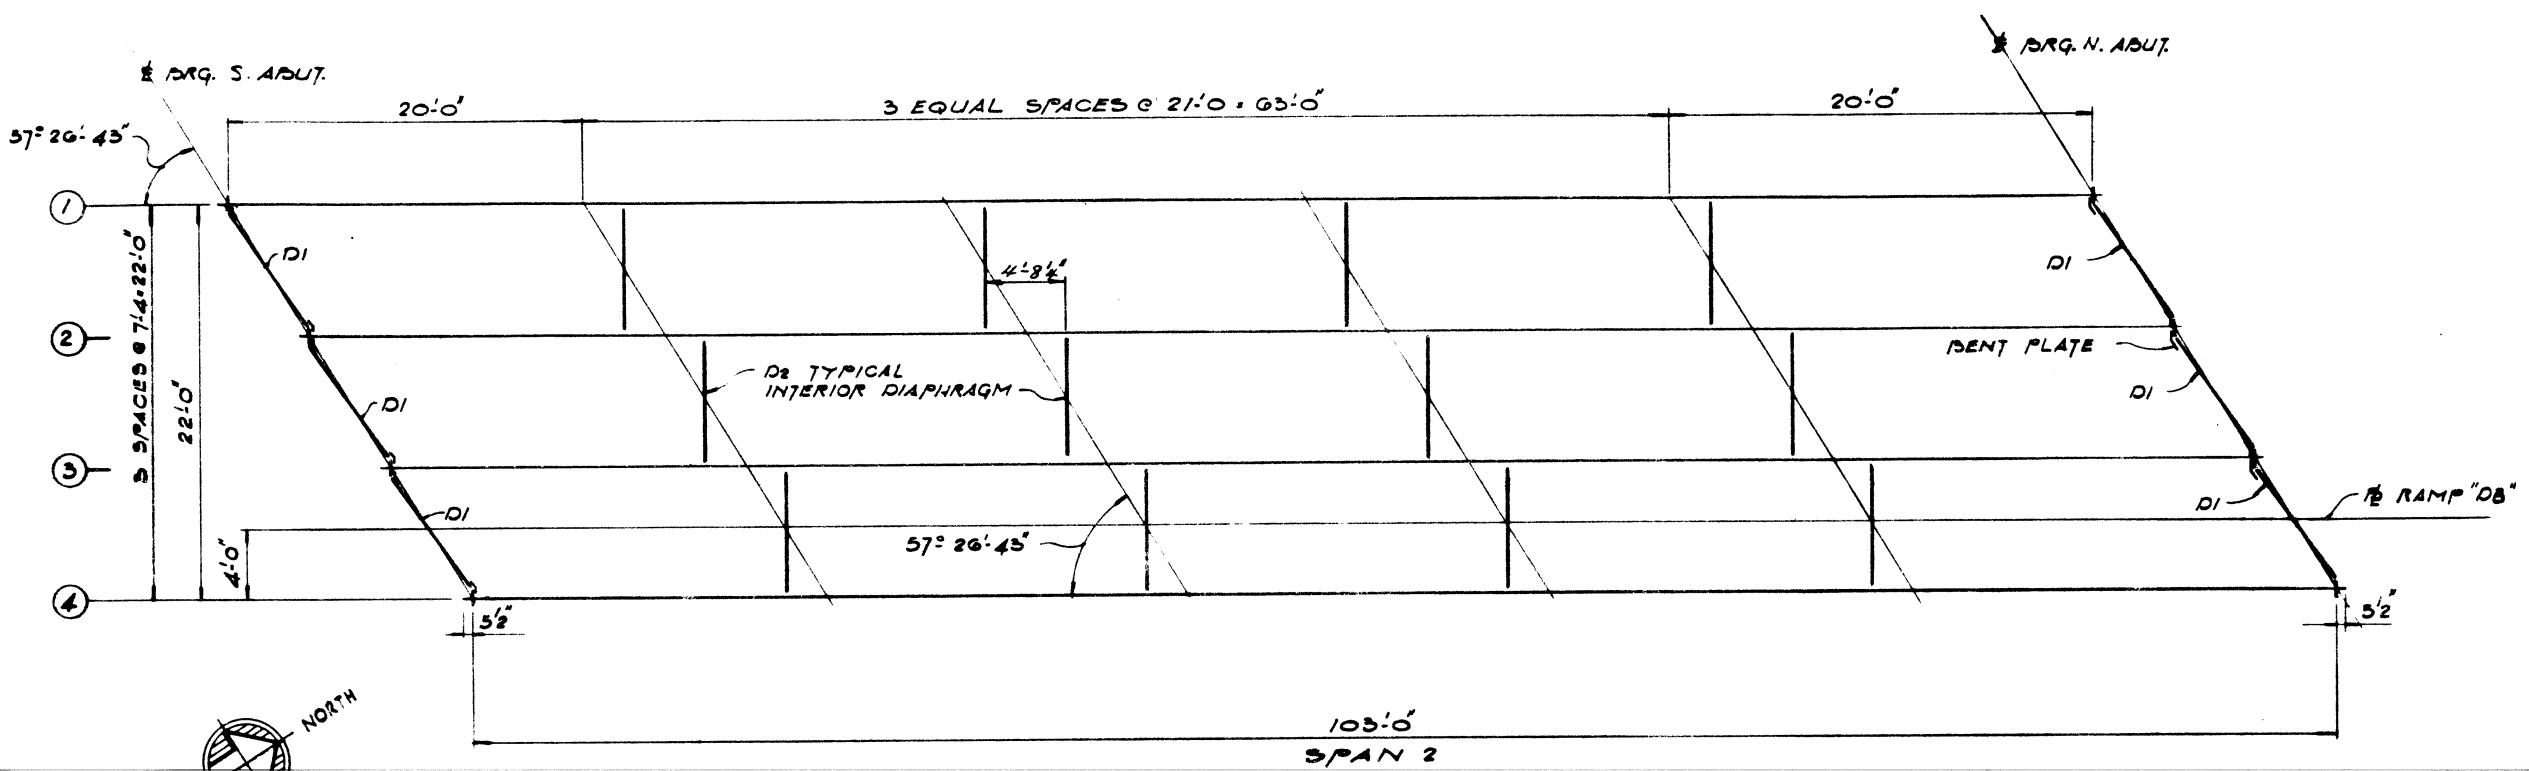 ℄ BRG. S. ABUT.
℄ BRG. N. ABUT.
20'-0"
3 EQUAL SPACES @ 21'-0 = 63'-0"
20'-0"
57°-26'-43"
1
D1
D1
3 SPACES @ 7'-4=22'-0"
22'-0"
4'-8¼"
2
BENT PLATE
D2 TYPICAL
INTERIOR DIAPHRAGM
D1
D1
3
D1
D1
RAMP "DB"
57°-26'-43"
4'-0"
4
5½"
5½"
NORTH
103'-0"
SPAN 2